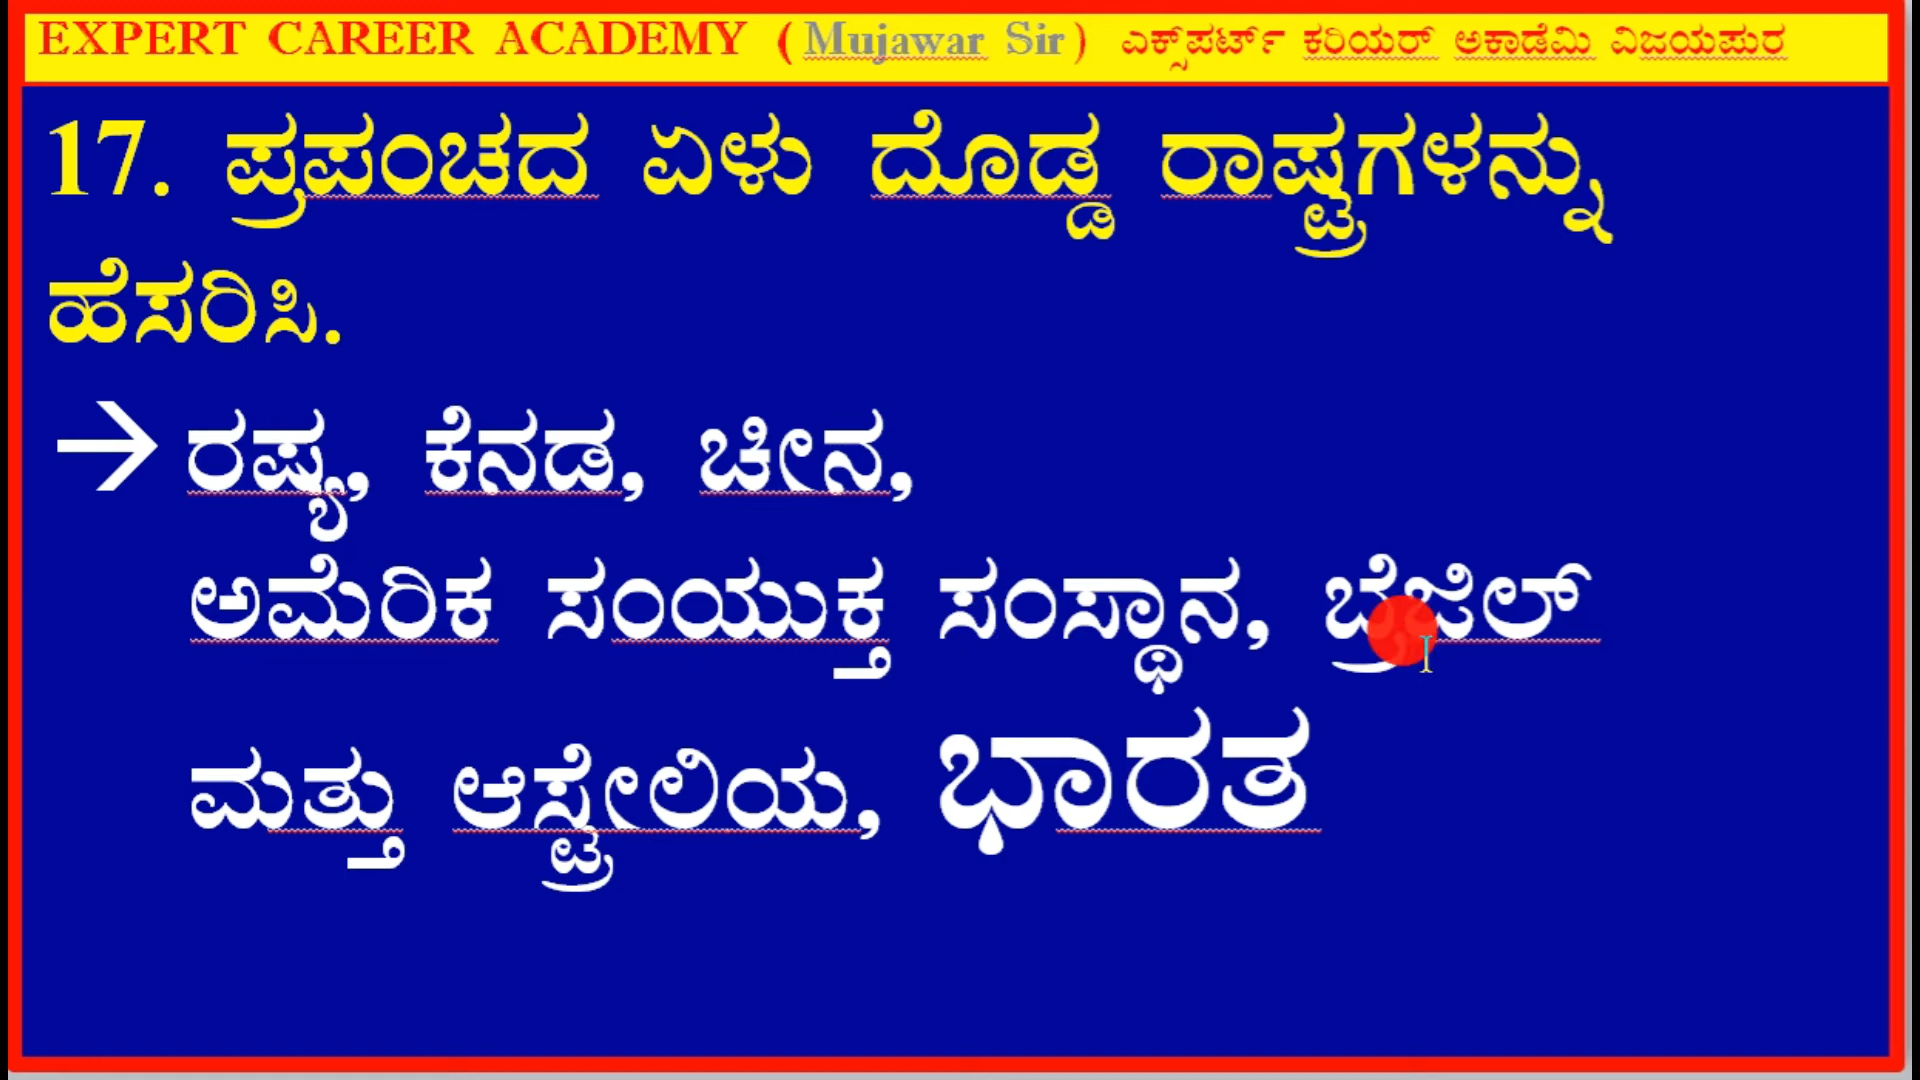 EXPERT CAREER ACADEMY (Mujawar Sir) ಎಕ್ಸ್‌ಪರ್ಟ್ ಕರಿಯರ್ ಅಕಾಡೆಮಿ ವಿಜಯಪುರ
17. ಪ್ರಪಂಚದ ಏಳು ದೊಡ್ಡ ರಾಷ್ಟ್ರಗಳನ್ನು
ಹೆಸರಿಸಿ.
→ ರಷ್ಯ, ಕೆನಡ, ಚೀನ,
ಅಮೆರಿಕ ಸಂಯುಕ್ತ ಸಂಸ್ಥಾನ, ಬ್ರೆಜಿಲ್
ಮತ್ತು ಆಸ್ಟ್ರೇಲಿಯ, ಭಾರತ